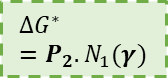 ΔG*
= P₂. N₁(γ)